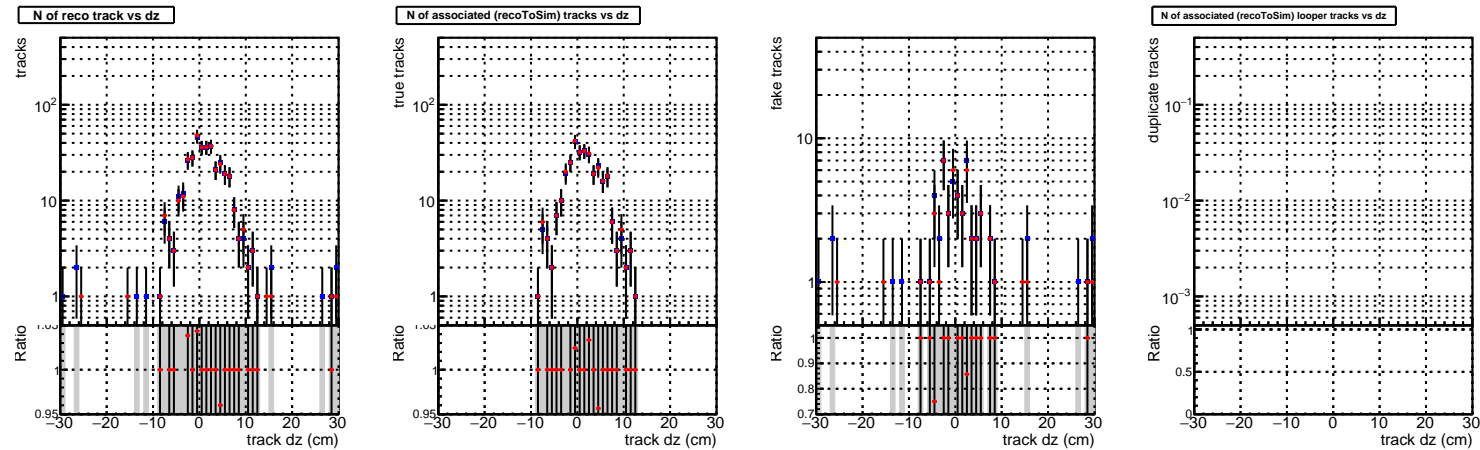 N of reco track vs dz
tracks
10²
10
1
Ratio
1
0.95
−30 −20 −10 0 10 20 30
track dz (cm)
N of associated (recoToSim) tracks vs dz
true tracks
10²
10
1
Ratio
1
0.95
−30 −20 −10 0 10 20 30
track dz (cm)
fake tracks
10
1
Ratio
1
0.9
0.8
0.7
−30 −20 −10 0 10 20 30
track dz (cm)
N of associated (recoToSim) looper tracks vs dz
duplicate tracks
10⁻¹
10⁻²
10⁻³
Ratio
1
0.5
0
−30 −20 −10 0 10 20 30
track dz (cm)